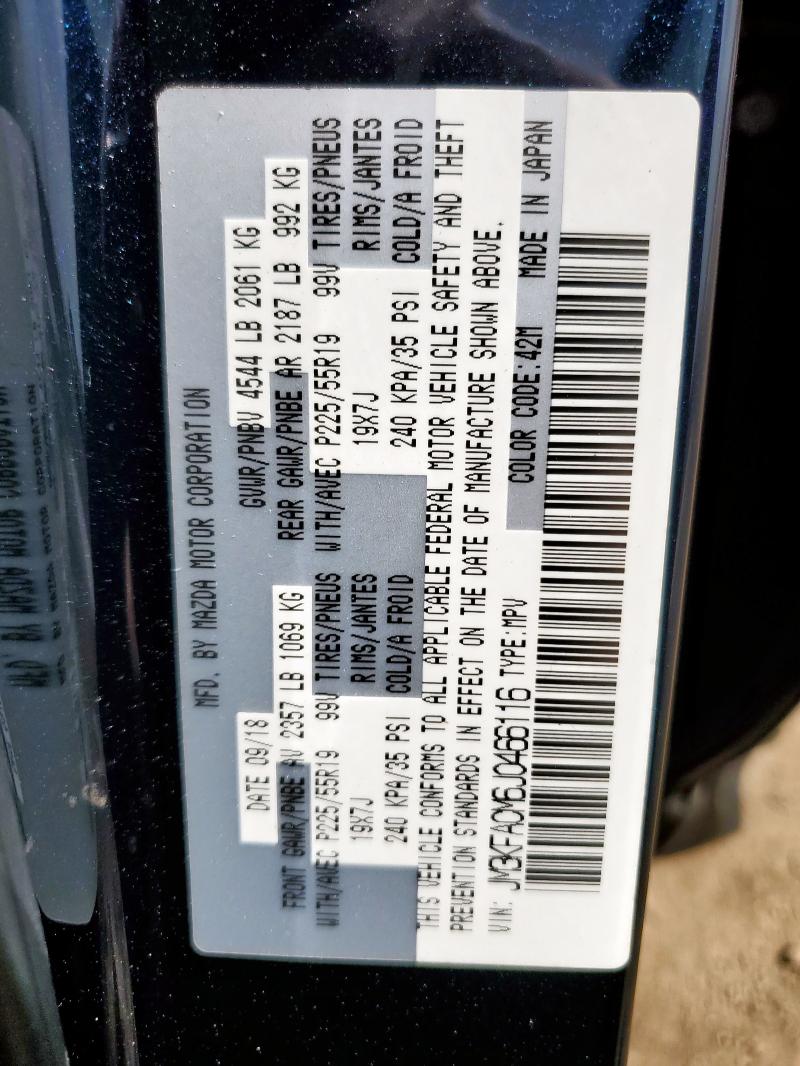 MFD. BY MAZDA MOTOR CORPORATION
DATE 09/18 GVWR/PNBV 4544 LB 2061 KG
FRONT GAWR/PNBE AV 2357 LB 1069 KG REAR GAWR/PNBE AR 2187 LB 992 KG
WITH/AVEC P225/55R19 99V TIRES/PNEUS WITH/AVEC P225/55R19 99V TIRES/PNEUS
19X7J RIMS/JANTES 19X7J RIMS/JANTES
240 KPA/35 PSI COLD/A FROID 240 KPA/35 PSI COLD/A FROID
THIS VEHICLE CONFORMS TO ALL APPLICABLE FEDERAL MOTOR VEHICLE SAFETY AND THEFT
PREVENTION STANDARDS IN EFFECT ON THE DATE OF MANUFACTURE SHOWN ABOVE.
VIN: JM3KFACM6J0466116 TYPE:MPV COLOR CODE:42M MADE IN JAPAN